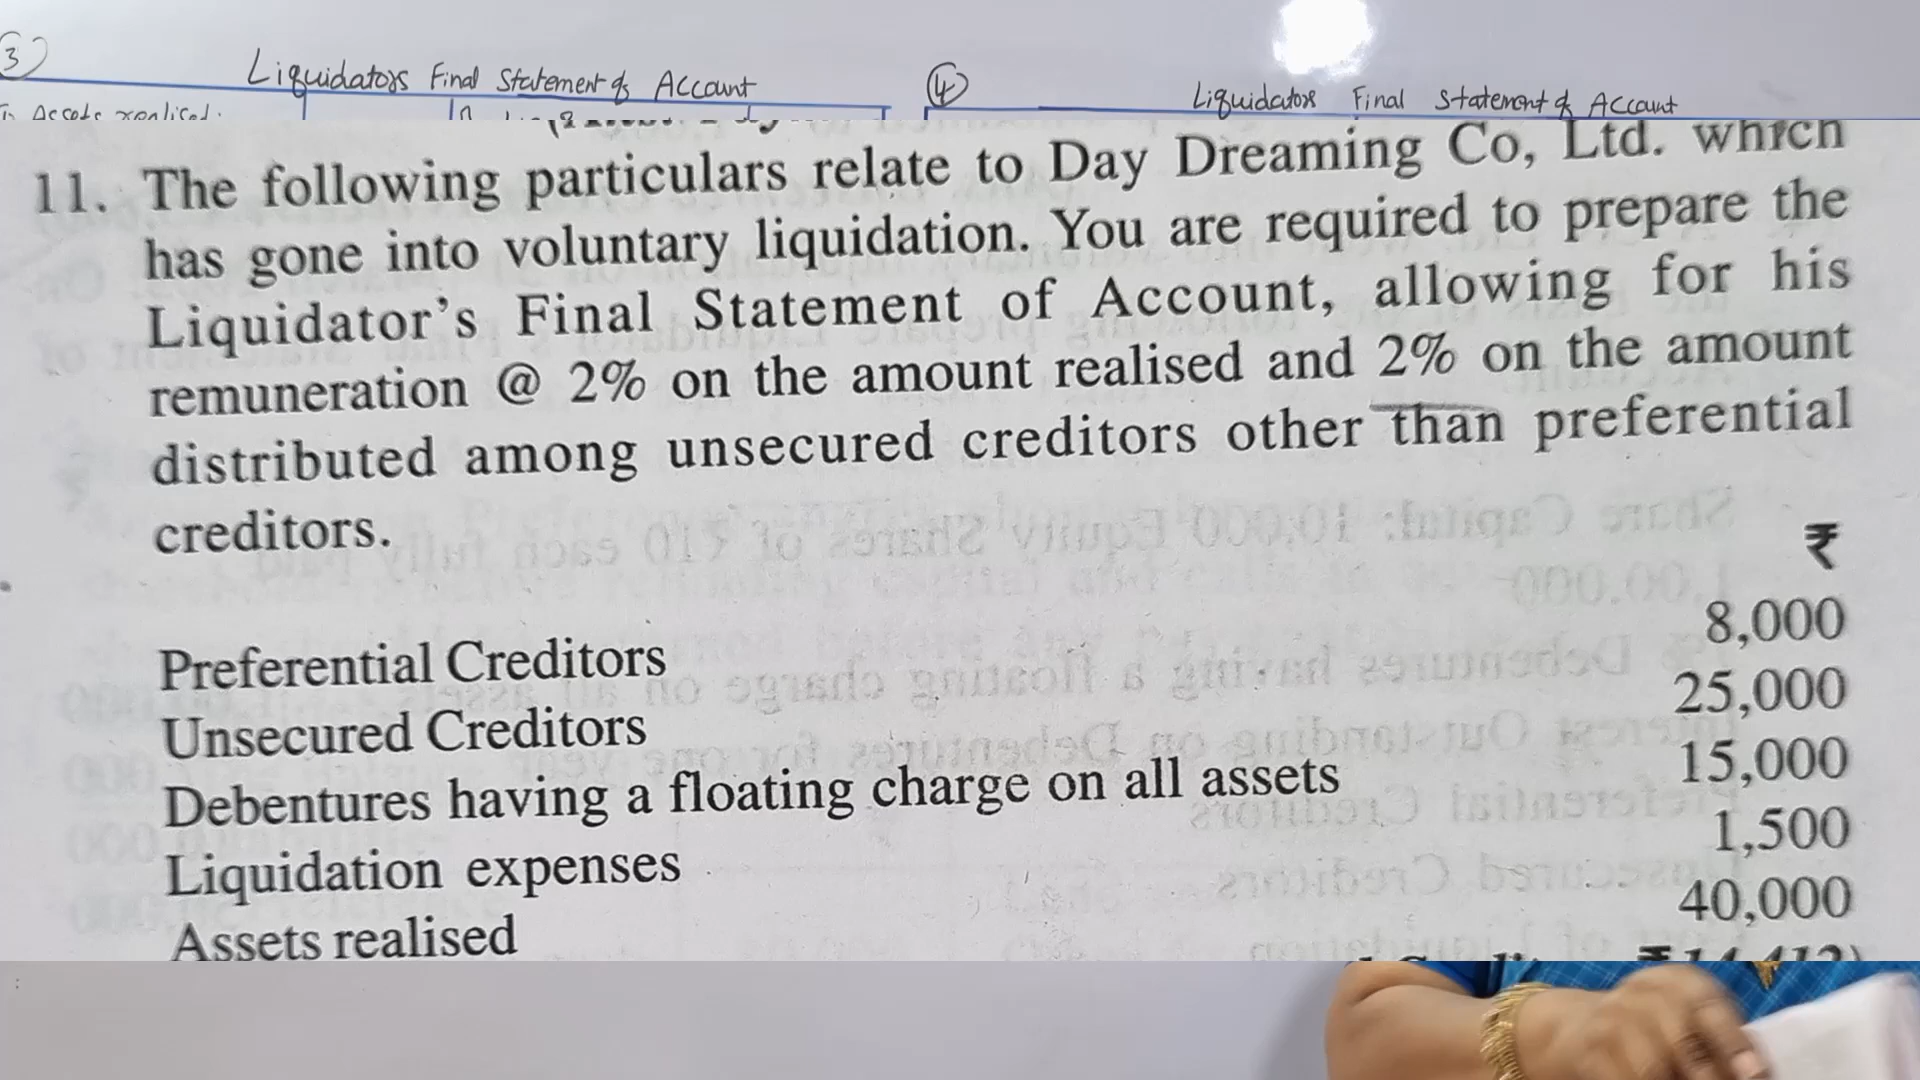 3
Liquidators Final Statement of Account
4
Liquidators Final Statement of Account
Assets realised.
11. The following particulars relate to Day Dreaming Co, Ltd. which
has gone into voluntary liquidation. You are required to prepare the
Liquidator's Final Statement of Account, allowing for his
remuneration @ 2% on the amount realised and 2% on the amount
distributed among unsecured creditors other than preferential
creditors.
₹
Preferential Creditors 8,000
Unsecured Creditors 25,000
Debentures having a floating charge on all assets 15,000
Liquidation expenses 1,500
Assets realised 40,000